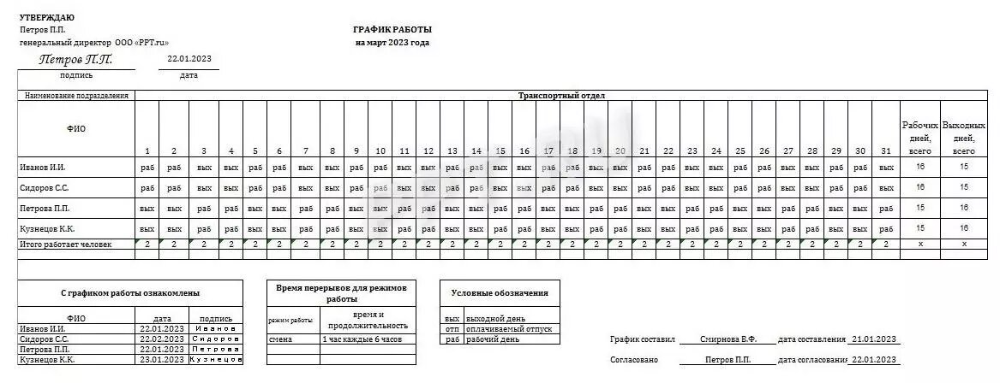 УТВЕРЖДАЮ
Петров П.П.
генеральный директор ООО «PPT.ru»
Петров П.П. 22.01.2023
подпись дата
ГРАФИК РАБОТЫ
на март 2023 года
Наименование подразделения Транспортный отдел
ФИО 1 2 3 4 5 6 7 8 9 10 11 12 13 14 15 16 17 18 19 20 21 22 23 24 25 26 27 28 29 30 31 Рабочих дней, всего Выходных дней, всего
Иванов И.И. раб раб вых вых раб раб вых вых раб раб вых вых раб раб вых вых раб раб вых вых раб раб вых вых раб раб вых вых раб раб вых 16 15
Сидоров С.С. раб раб вых вых раб раб вых вых раб раб вых вых раб раб вых вых раб раб вых вых раб раб вых вых раб раб вых вых раб раб вых 16 15
Петрова П.П. вых вых раб раб вых вых раб раб вых вых раб раб вых вых раб раб вых вых раб раб вых вых раб раб вых вых раб раб вых вых раб 15 16
Кузнецов К.К. вых вых раб раб вых вых раб раб вых вых раб раб вых вых раб раб вых вых раб раб вых вых раб раб вых вых раб раб вых вых раб 15 16
Итого работает человек 2 2 2 2 2 2 2 2 2 2 2 2 2 2 2 2 2 2 2 2 2 2 2 2 2 2 2 2 2 2 2 x x
PPT.RU
С графиком работы ознакомлены
ФИО дата подпись
Иванов И.И. 22.01.2023 Иванов
Сидоров С.С. 22.02.2023 Сидоров
Петрова П.П. 22.01.2023 Петрова
Кузнецов К.К. 23.01.2023 Кузнецов
Время перерывов для режимов
работы
режим работы время и продолжительность
смена 1 час каждые 6 часов
Условные обозначения
вых выходной день
отп оплачиваемый отпуск
раб рабочий день
График составил Смирнова В.Ф. дата составления 21.01.2023
Согласовано Петров П.П. дата согласования 22.01.2023